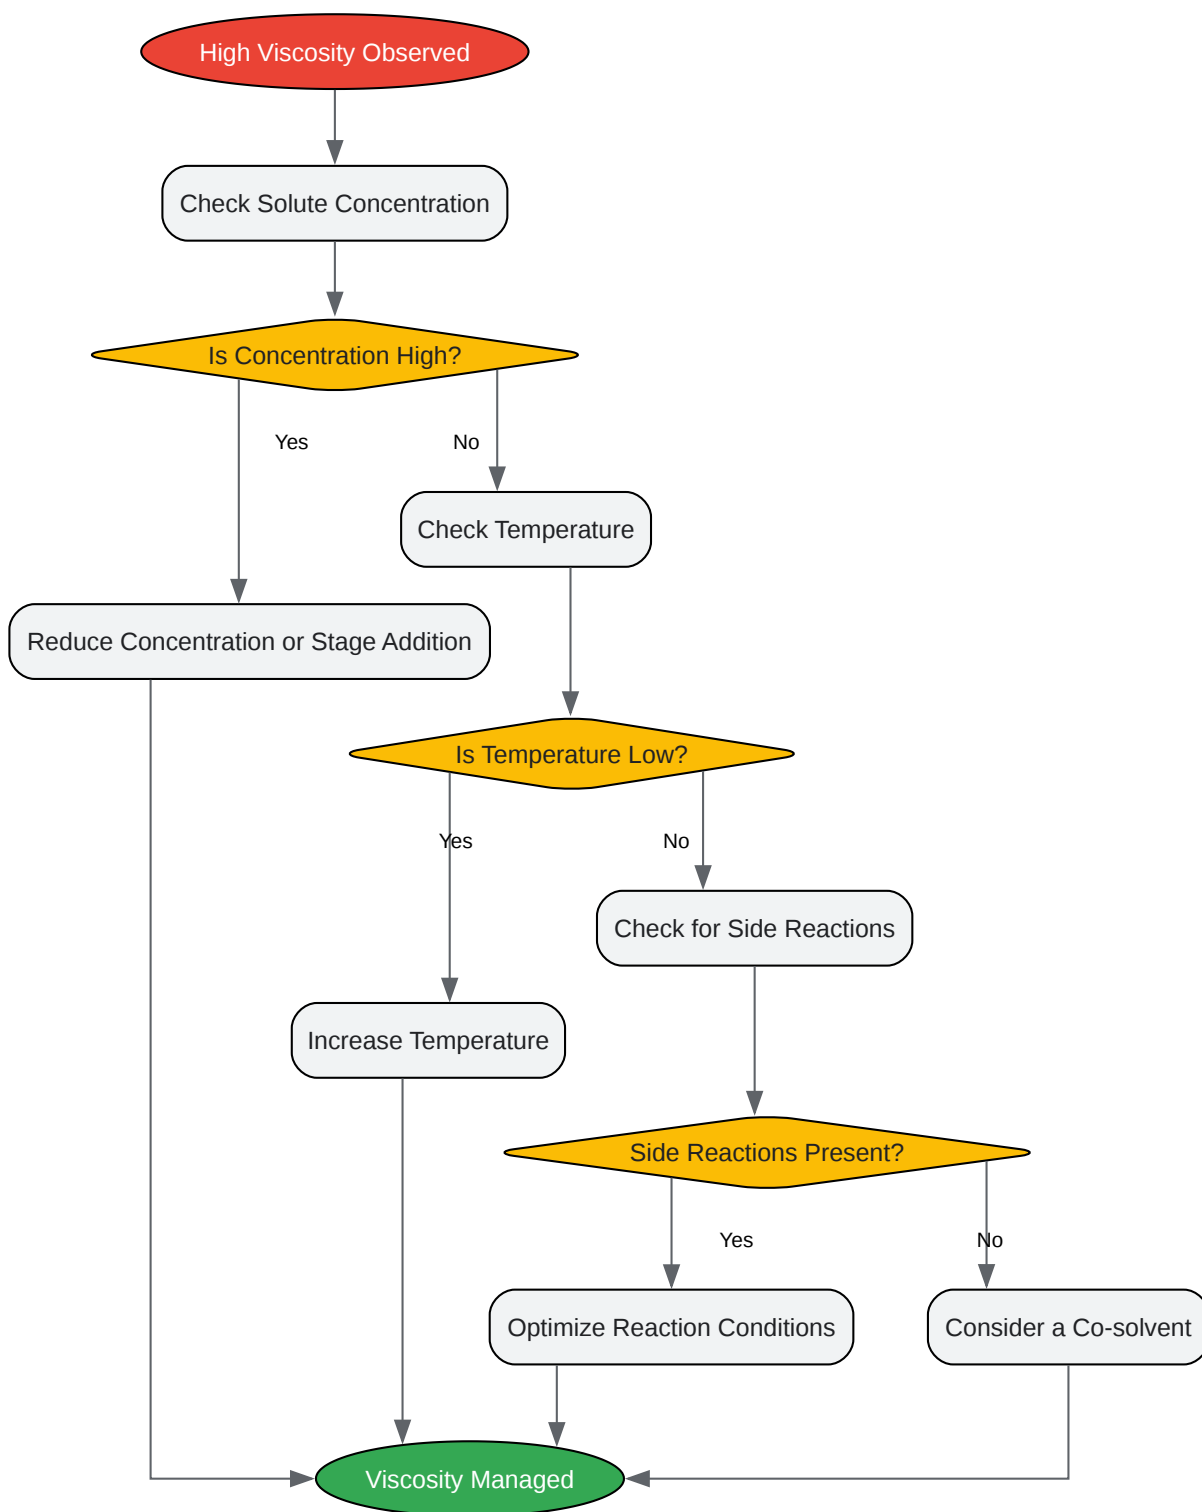 High Viscosity Observed
Check Solute Concentration
Is Concentration High?
Yes
No
Check Temperature
Reduce Concentration or Stage Addition
Is Temperature Low?
Yes
No
Check for Side Reactions
Increase Temperature
Side Reactions Present?
Yes
No
Optimize Reaction Conditions
Consider a Co-solvent
Viscosity Managed